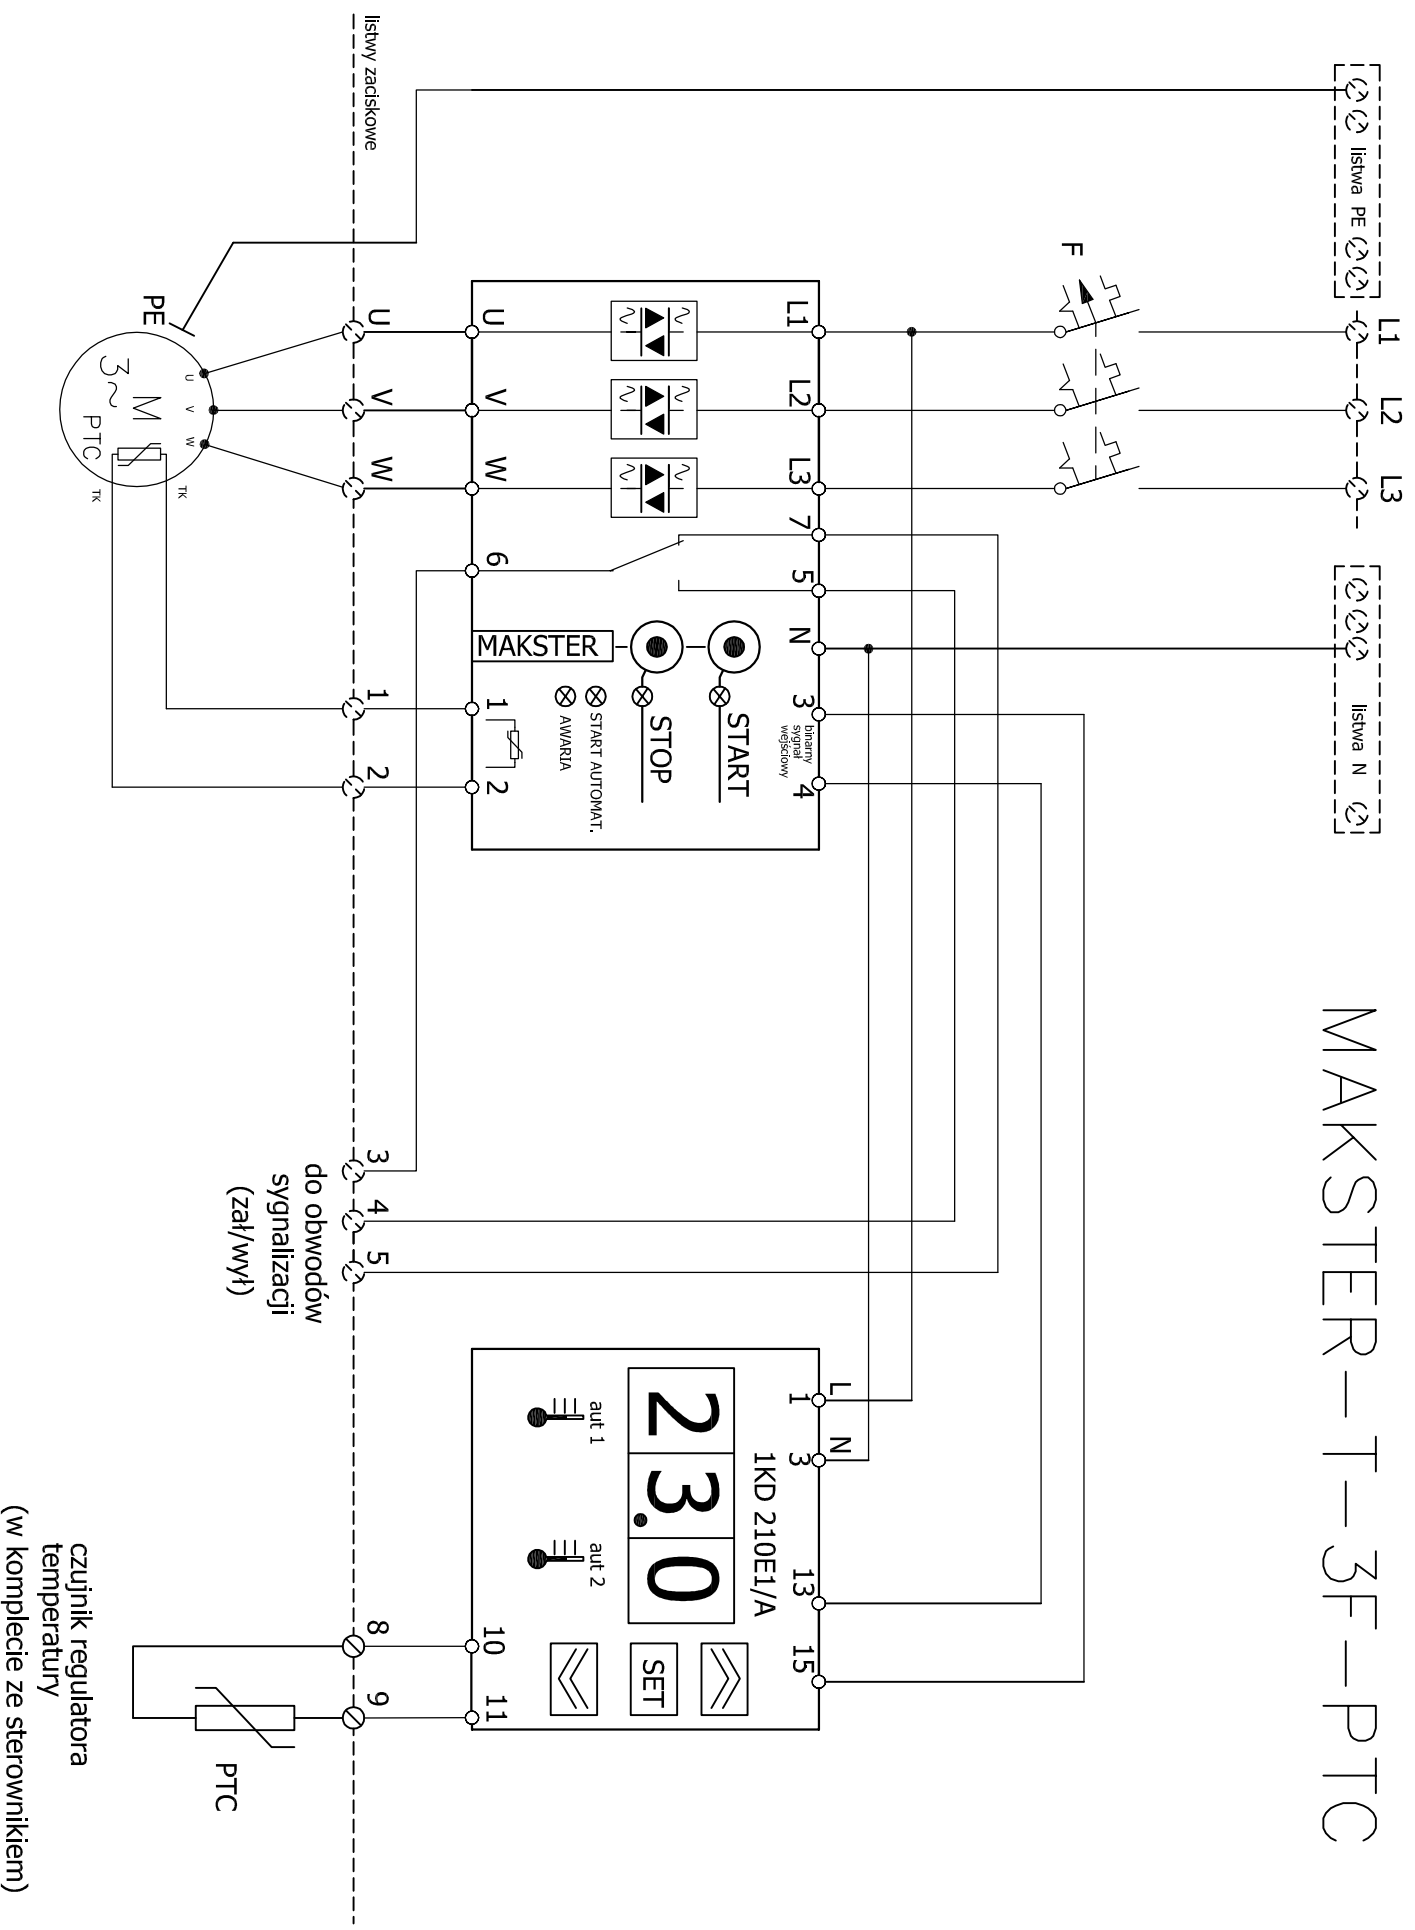 MAKSTER-T-3F-PTC
listwa PE
L1
L2
L3
listwa N
F
L1
L2
L3
7
5
N
3
binarny
sygnał
wejściowy
4
START
STOP
START AUTOMAT.
AWARIA
MAKSTER
U
V
W
6
1
2
L
N
1
3
13
15
1KD 210E1/A
23.0
aut 1
aut 2
SET
10
11
listwy zaciskowe
U
V
W
1
2
3
4
5
8
9
PE
U
V
W
M
3~
PTC
TK
TK
do obwodów
sygnalizacji
(zał/wył)
PTC
czujnik regulatora
temperatury
(w komplecie ze sterownikiem)